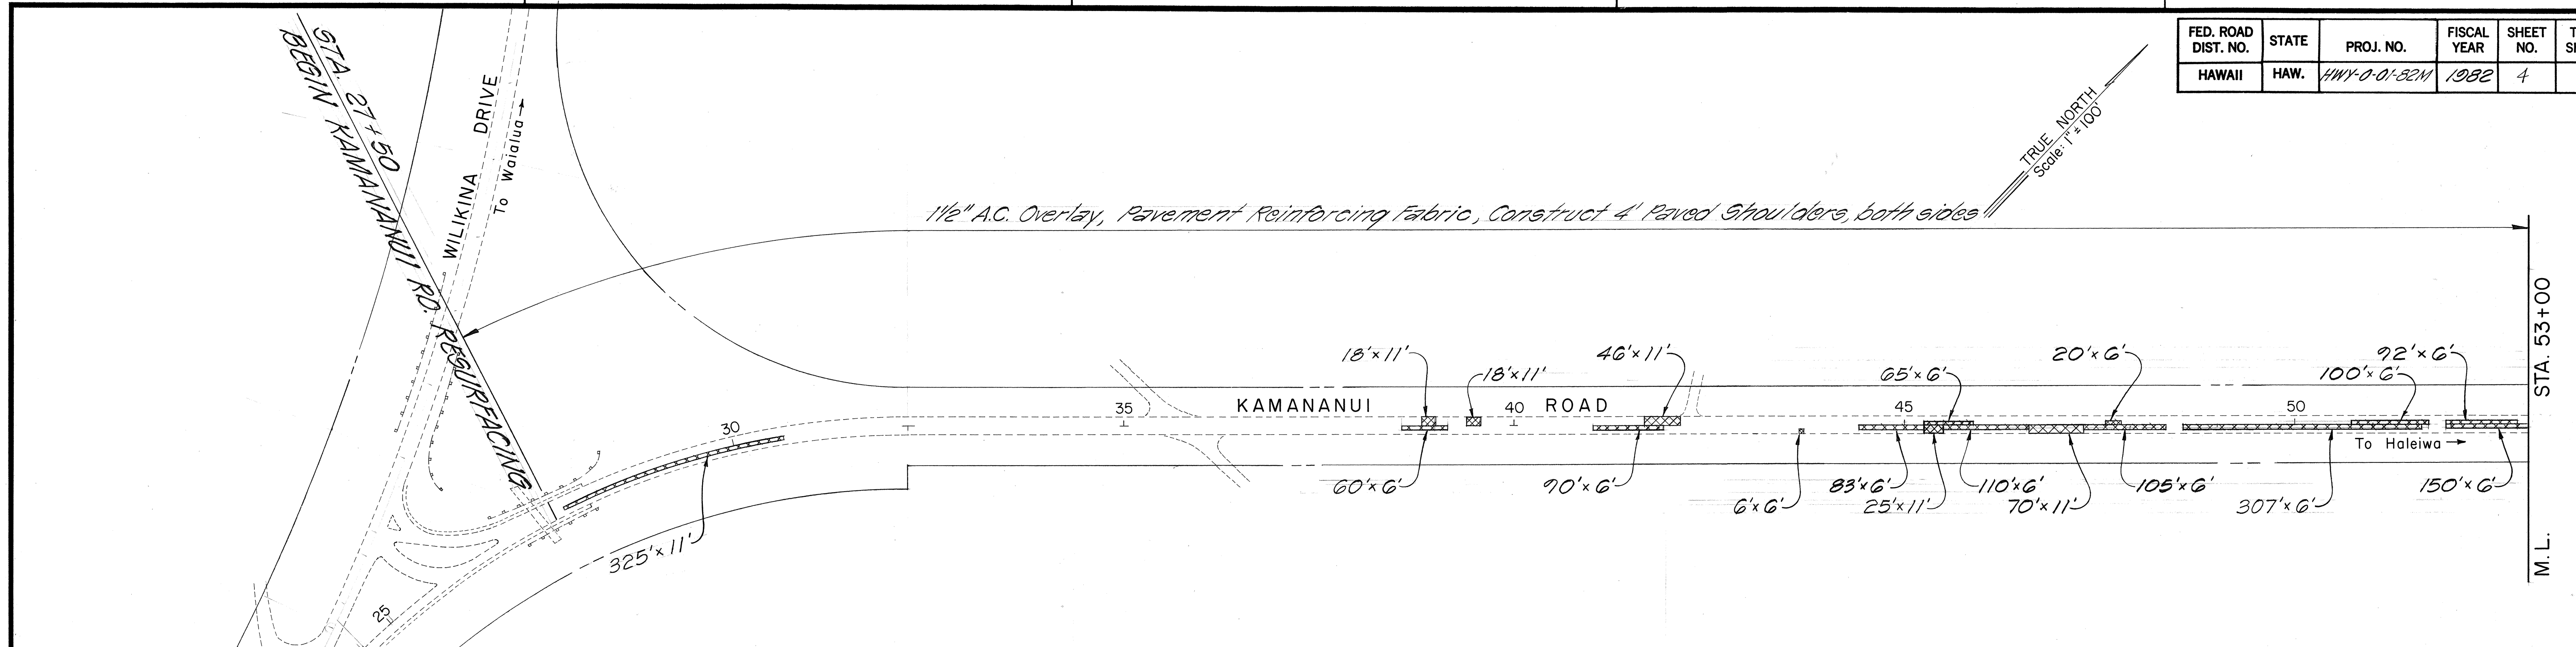 FED. ROAD DIST. NO.
STATE
PROJ. NO.
FISCAL YEAR
SHEET NO.
HAWAII
HAW.
HWY-0-01-82M
1982
4
STA. 27+50
BEGIN KAMANANUI RD. RESURFACING
WILIKINA DRIVE
To Waialua
TRUE NORTH
Scale: 1" = 100'
1 1/2" A.C. Overlay, Pavement Reinforcing Fabric, Construct 4' Paved Shoulders, both sides
18'x11'
18'x11'
46'x11'
65'x6'
20'x6'
100'x6'
92'x6'
STA. 53+00
M.L.
KAMANANUI ROAD
25
30
35
40
45
50
To Haleiwa
325'x11'
60'x6'
90'x6'
6'x6'
83'x6'
25'x11'
110'x6'
70'x11'
105'x6'
307'x6'
150'x6'